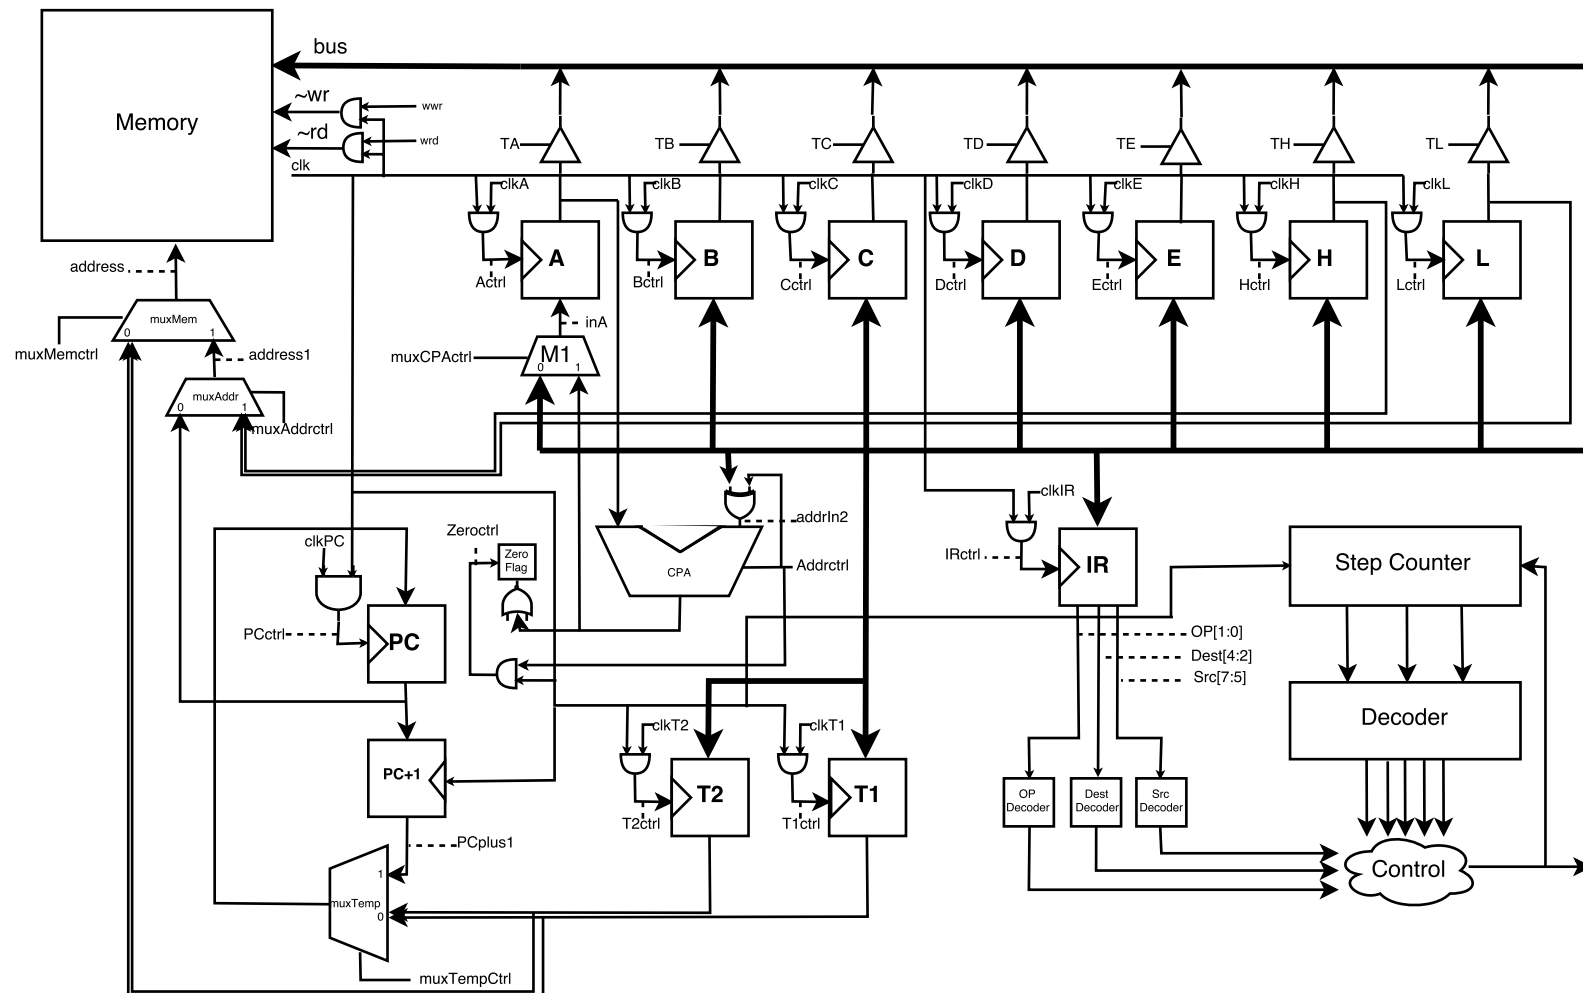 bus
~wr
wwr
Memory
~rd
wrd
TA
TB
TC
TD
TE
TH
TL
clk
clkA
clkB
clkC
clkD
clkE
clkH
clkL
A
B
C
D
E
H
L
address
Actrl
Bctrl
Cctrl
Dctrl
Ectrl
Hctrl
Lctrl
muxMem
0
1
inA
muxMemctrl
address1
muxCPActrl
M1
0
1
muxAddr
0
1
muxAddrctrl
clkIR
addrIn2
Zeroctrl
clkPC
Zero
Flag
CPA
Addrctrl
IRctrl
IR
Step Counter
PCctrl
PC
OP[1:0]
Dest[4:2]
Src[7:5]
clkT2
clkT1
Decoder
PC+1
T2
T1
OP
Decoder
Dest
Decoder
Src
Decoder
T2ctrl
T1ctrl
PCplus1
1
muxTemp
0
Control
muxTempCtrl